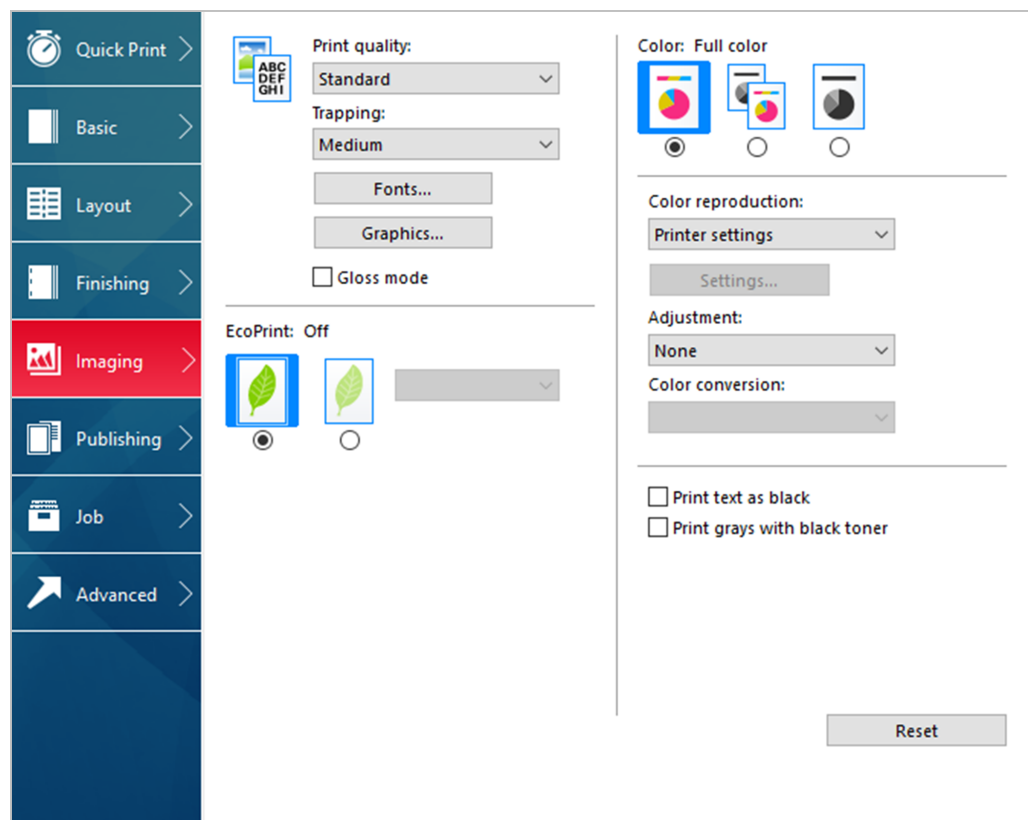 Quick Print
Basic
Layout
Finishing
Imaging
Publishing
Job
Advanced
ABC
DEF
GHI
Print quality:
Standard
Trapping:
Medium
Fonts...
Graphics...
Gloss mode
EcoPrint: Off
Color: Full color
Color reproduction:
Printer settings
Settings...
Adjustment:
None
Color conversion:
Print text as black
Print grays with black toner
Reset